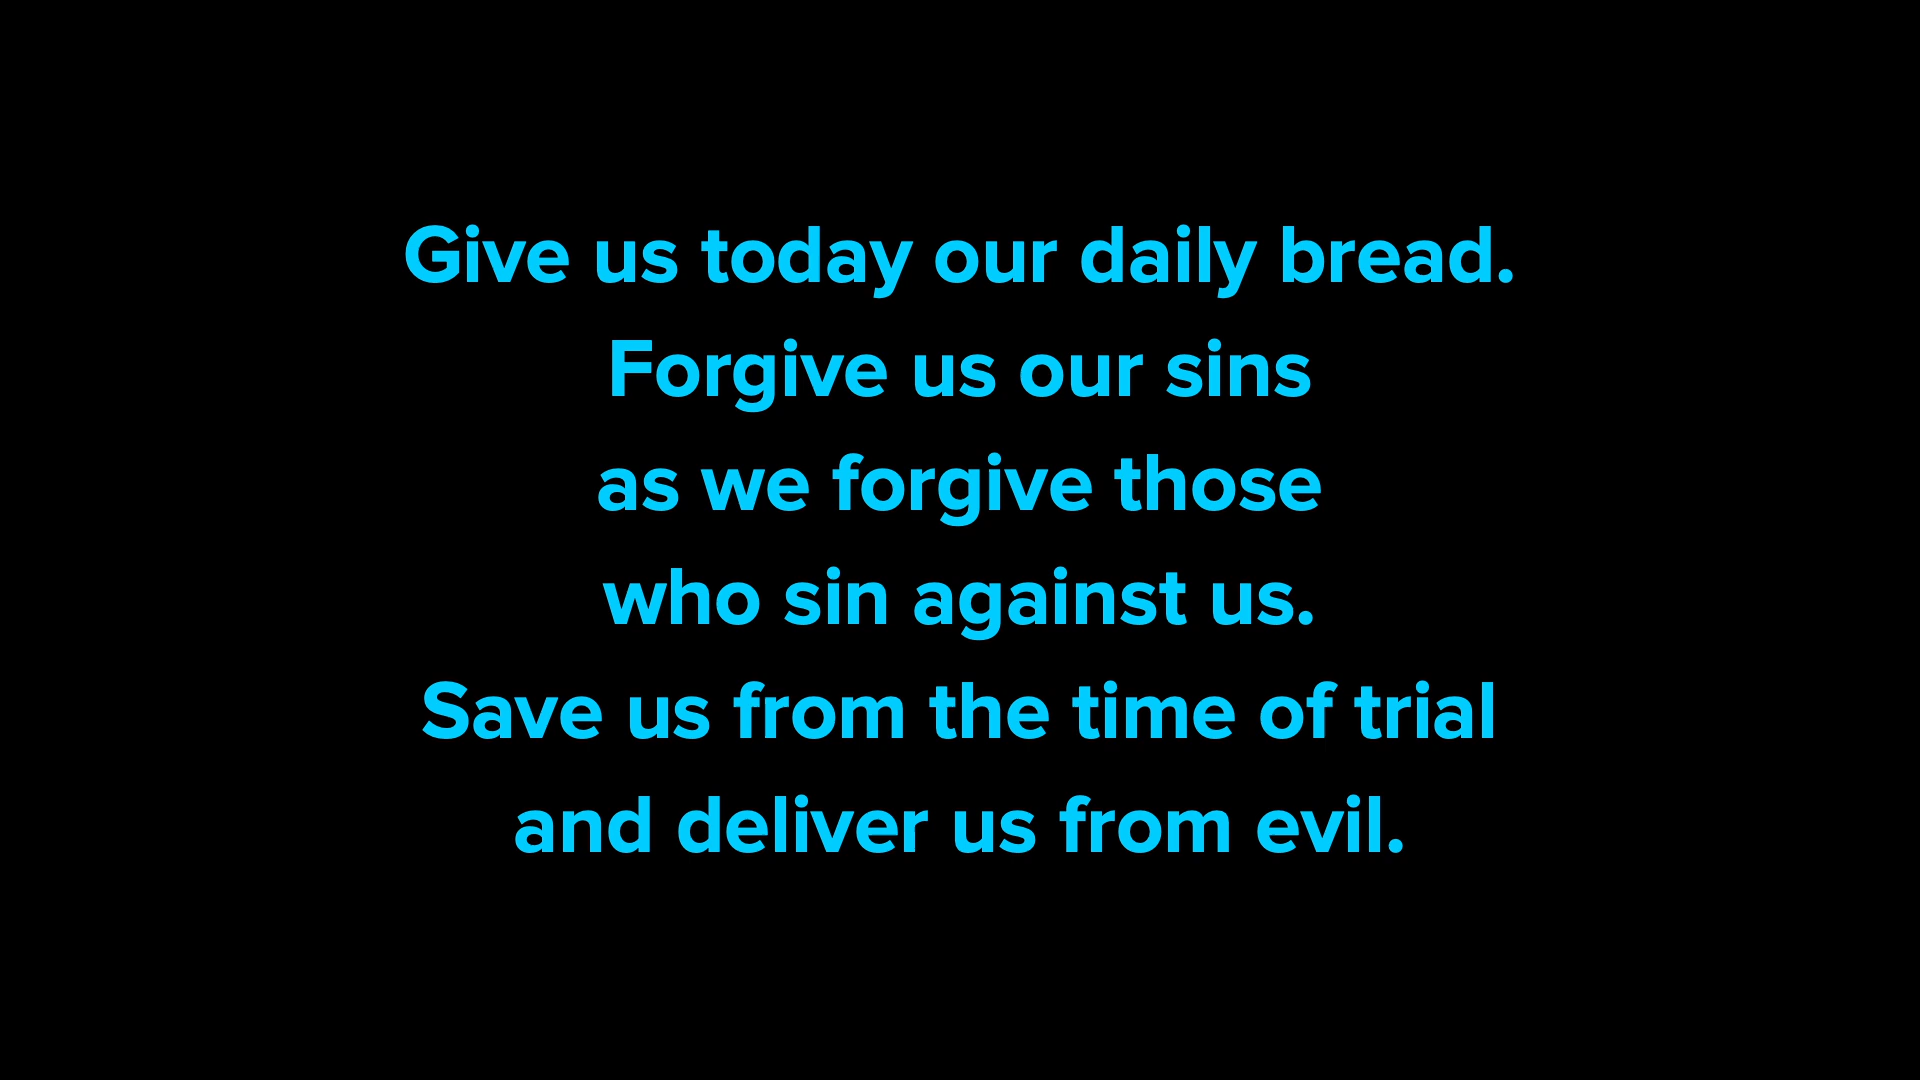 Give us today our daily bread.
Forgive us our sins
as we forgive those
who sin against us.
Save us from the time of trial
and deliver us from evil.